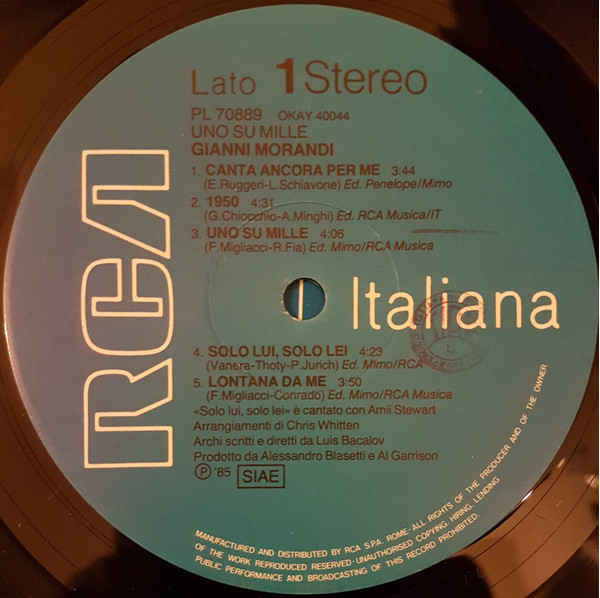 Lato 1 Stereo
PL 70889 OKAY 40044
UNO SU MILLE
GIANNI MORANDI
1. CANTA ANCORA PER ME 3:44
(E.Ruggeri-L.Schiavone) Ed. Penelope/Mimo
2. 1950 4:31
(G.Chiocchio-A.Minghi) Ed. RCA Musica/IT
3. UNO SU MILLE 4:06
(F.Migliacci-R.Fia) Ed. Mimo/RCA Musica
RCA
Italiana
4. SOLO LUI, SOLO LEI 4:23
(Vanera-Thoty-P.Jurich) Ed. Mimo/RCA
5. LONTANA DA ME 3:50
(F.Migliacci-Conrado) Ed. Mimo/RCA Musica
«Solo lui, solo lei» è cantato con Amii Stewart
Arrangiamenti di Chris Whitten
Archi scritti e diretti da Luis Bacalov
Prodotto da Alessandro Blasetti e Al Garrison
Ⓟ '85 SIAE
MANUFACTURED AND DISTRIBUTED BY RCA S.P.A. ROME·ALL RIGHTS OF THE PRODUCER AND OF THE OWNER
OF THE WORK REPRODUCED RESERVED·UNAUTHORISED COPYING·HIRING·LENDING
PUBLIC PERFORMANCE AND BROADCASTING OF THIS RECORD PROHIBITED.